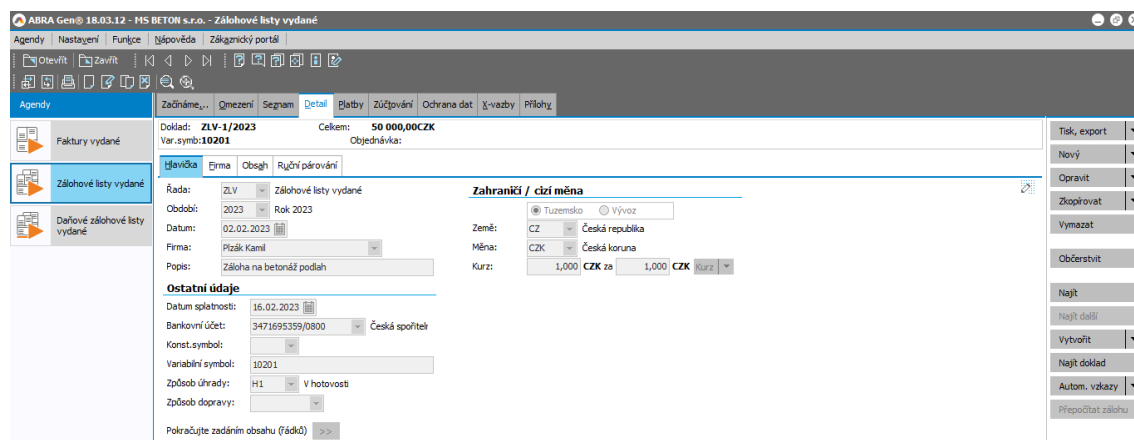 ABRA Gen® 18.03.12 - MS BETON s.r.o. - Zálohové listy vydané
Agendy Nastavení Funkce Nápověda Zákaznický portál
Otevřít Zavřít
Agendy
Faktury vydané
Zálohové listy vydané
Daňové zálohové listy
vydané
Začínáme... Omezení Seznam Detail Platby Zúčtování Ochrana dat X-vazby Přílohy
Doklad: ZLV-1/2023 Celkem: 50 000,00CZK
Var.symb:10201 Objednávka:
Hlavička Firma Obsah Ruční párování
Řada: ZLV Zálohové listy vydané
Období: 2023 Rok 2023
Datum: 02.02.2023
Firma: Plzák Kamil
Popis: Záloha na betonáž podlah
Zahraničí / cizí měna
Tuzemsko Vývoz
Země: CZ Česká republika
Měna: CZK Česká koruna
Kurz: 1,000 CZK za 1,000 CZK Kurz
Ostatní údaje
Datum splatnosti: 16.02.2023
Bankovní účet: 3471695359/0800 Česká spořiteln
Konst.symbol:
Variabilní symbol: 10201
Způsob úhrady: H1 V hotovosti
Způsob dopravy:
Pokračujte zadáním obsahu (řádků) >>
Tisk, export
Nový
Opravit
Zkopírovat
Vymazat
Občerstvit
Najít
Najít další
Vytvořit
Najít doklad
Autom. vzkazy
Přepočítat zálohu